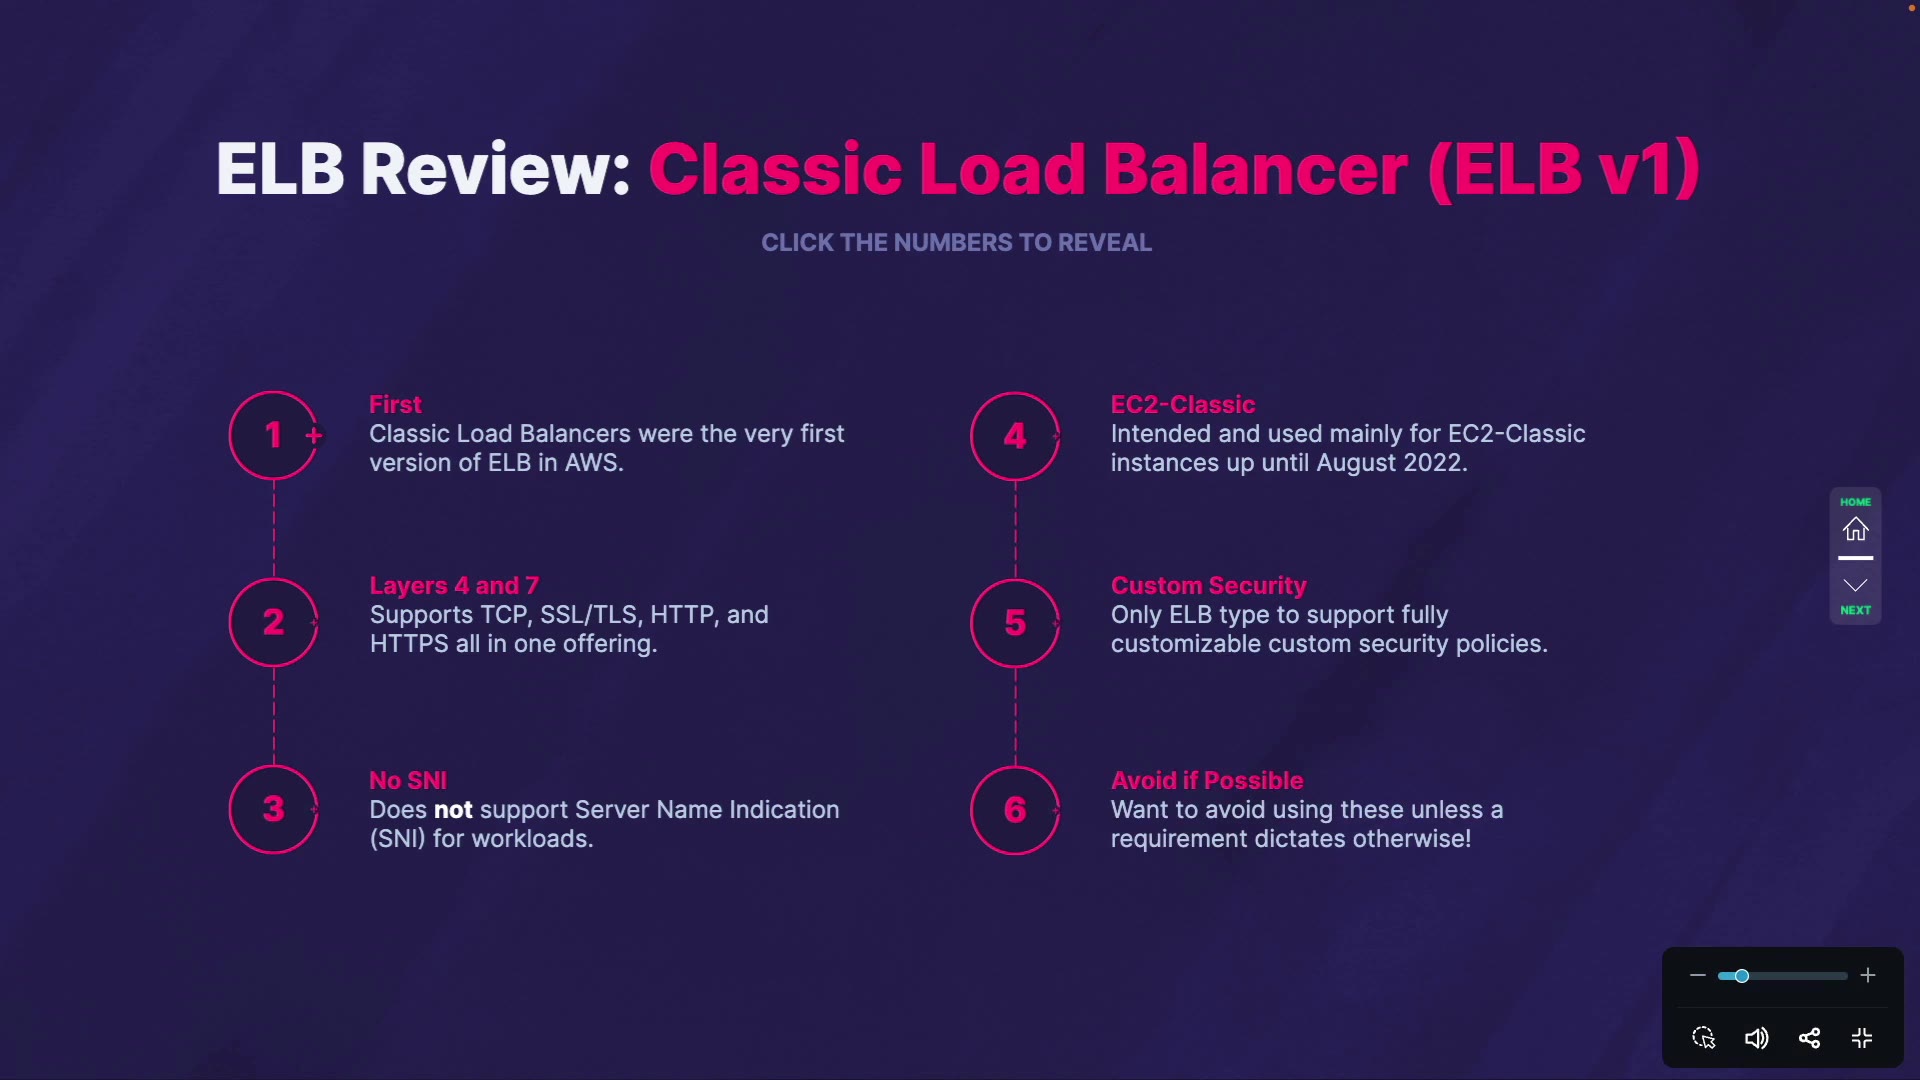 ELB Review: Classic Load Balancer (ELB v1)
CLICK THE NUMBERS TO REVEAL
1
First
Classic Load Balancers were the very first
version of ELB in AWS.
2
Layers 4 and 7
Supports TCP, SSL/TLS, HTTP, and
HTTPS all in one offering.
3
No SNI
Does not support Server Name Indication
(SNI) for workloads.
4
EC2-Classic
Intended and used mainly for EC2-Classic
instances up until August 2022.
5
Custom Security
Only ELB type to support fully
customizable custom security policies.
6
Avoid if Possible
Want to avoid using these unless a
requirement dictates otherwise!
HOME
NEXT